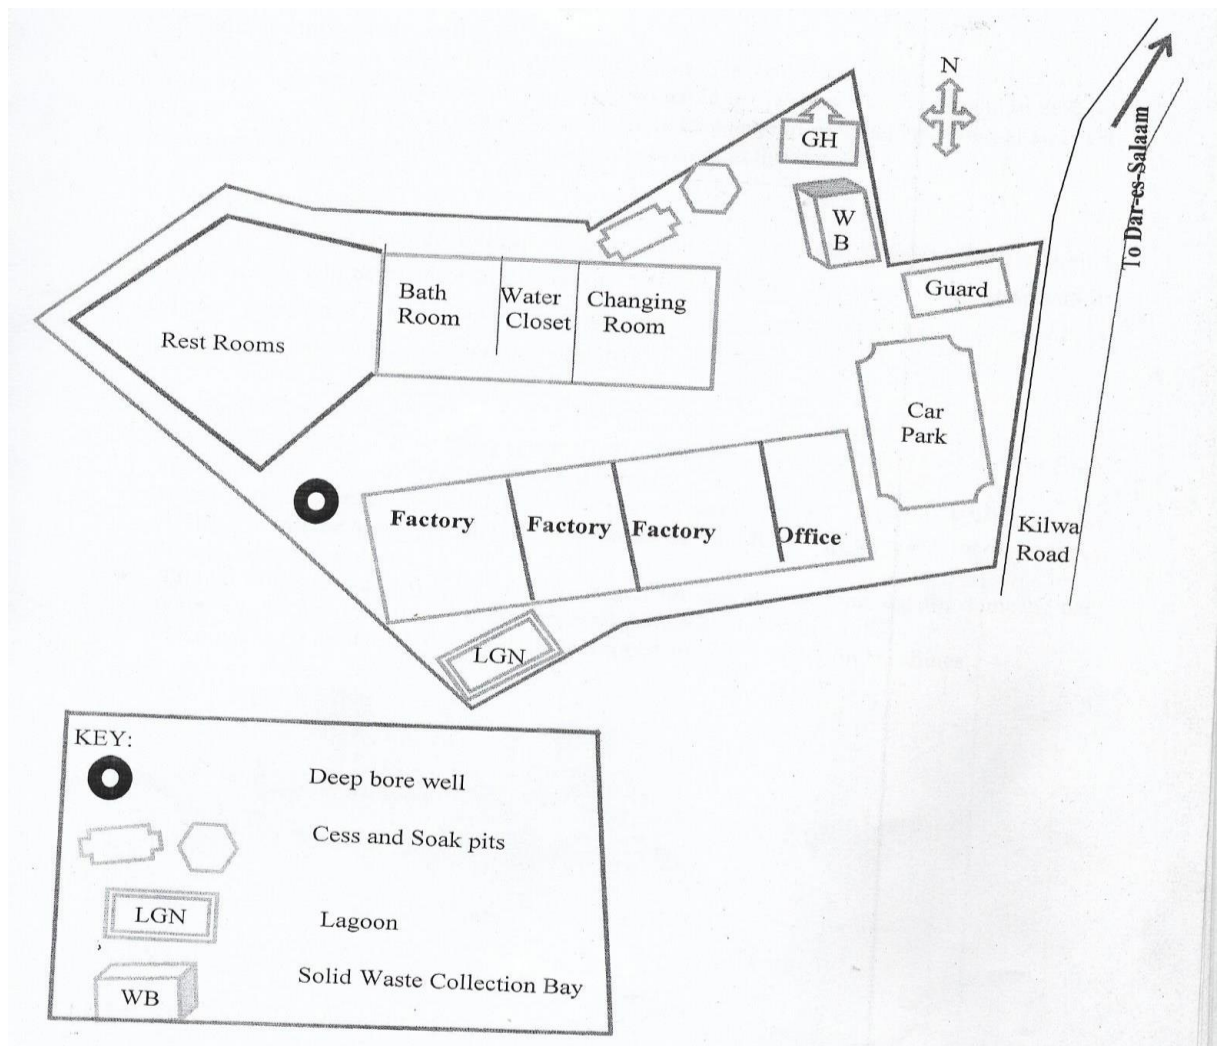 N
GH
W
B
To Dar-es-Salaam
Guard
Bath
Room
Water
Closet
Changing
Room
Rest Rooms
Car
Park
Factory
Factory
Factory
Office
Kilwa
Road
LGN
KEY:
Deep bore well
Cess and Soak pits
LGN
Lagoon
WB
Solid Waste Collection Bay